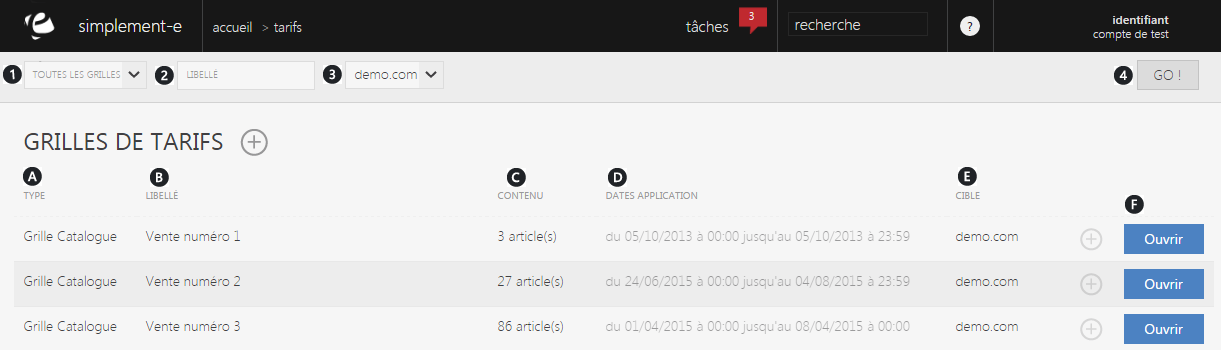 simplement-e accueil > tarifs tâches 3 recherche ? identifiant
compte de test
1 TOUTES LES GRILLES 2 LIBELLÉ 3 demo.com 4 GO !
GRILLES DE TARIFS
A B C D E F
TYPE LIBELLÉ CONTENU DATES APPLICATION CIBLE
Grille Catalogue Vente numéro 1 3 article(s) du 05/10/2013 à 00:00 jusqu'au 05/10/2013 à 23:59 demo.com Ouvrir
Grille Catalogue Vente numéro 2 27 article(s) du 24/06/2015 à 00:00 jusqu'au 04/08/2015 à 23:59 demo.com Ouvrir
Grille Catalogue Vente numéro 3 86 article(s) du 01/04/2015 à 00:00 jusqu'au 08/04/2015 à 00:00 demo.com Ouvrir